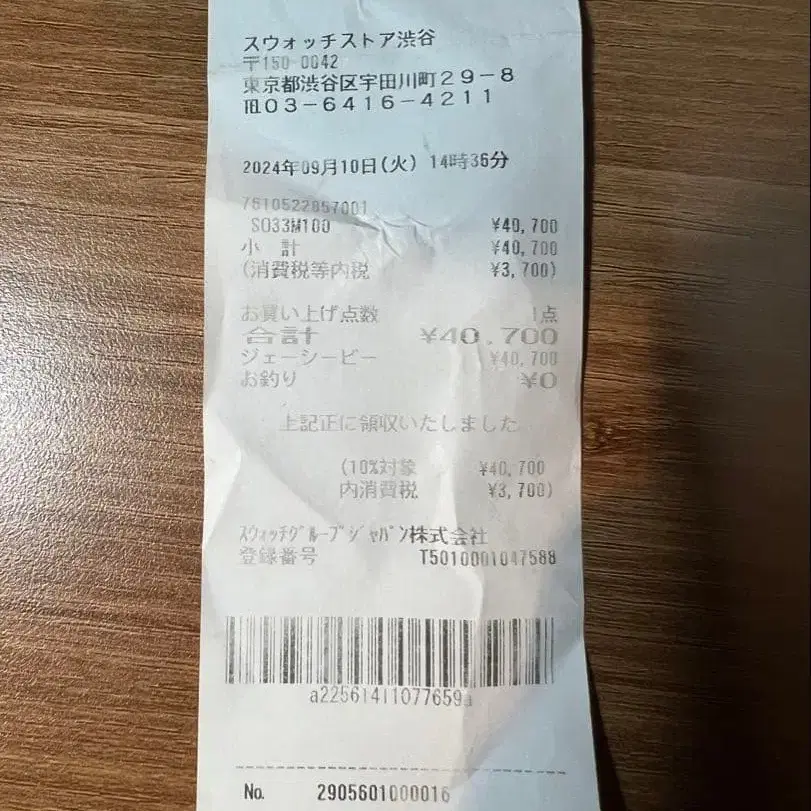 スウォッチストア渋谷
〒150-0042
東京都渋谷区宇田川町29-8
TEL03-6416-4211
2024年09月10日(火) 14時36分
7610522857001
SO33M100 ¥40,700
小 計 ¥40,700
(消費税等内税 ¥3,700)
お買い上げ点数 1点
合計 ¥40,700
ジェーシービー ¥40,700
お釣り ¥0
上記正に領収いたしました
(10%対象 ¥40,700
内消費税 ¥3,700)
スウォッチグループジャパン株式会社
登録番号 T5010001047588
a22561411077659a
No. 2905601000016